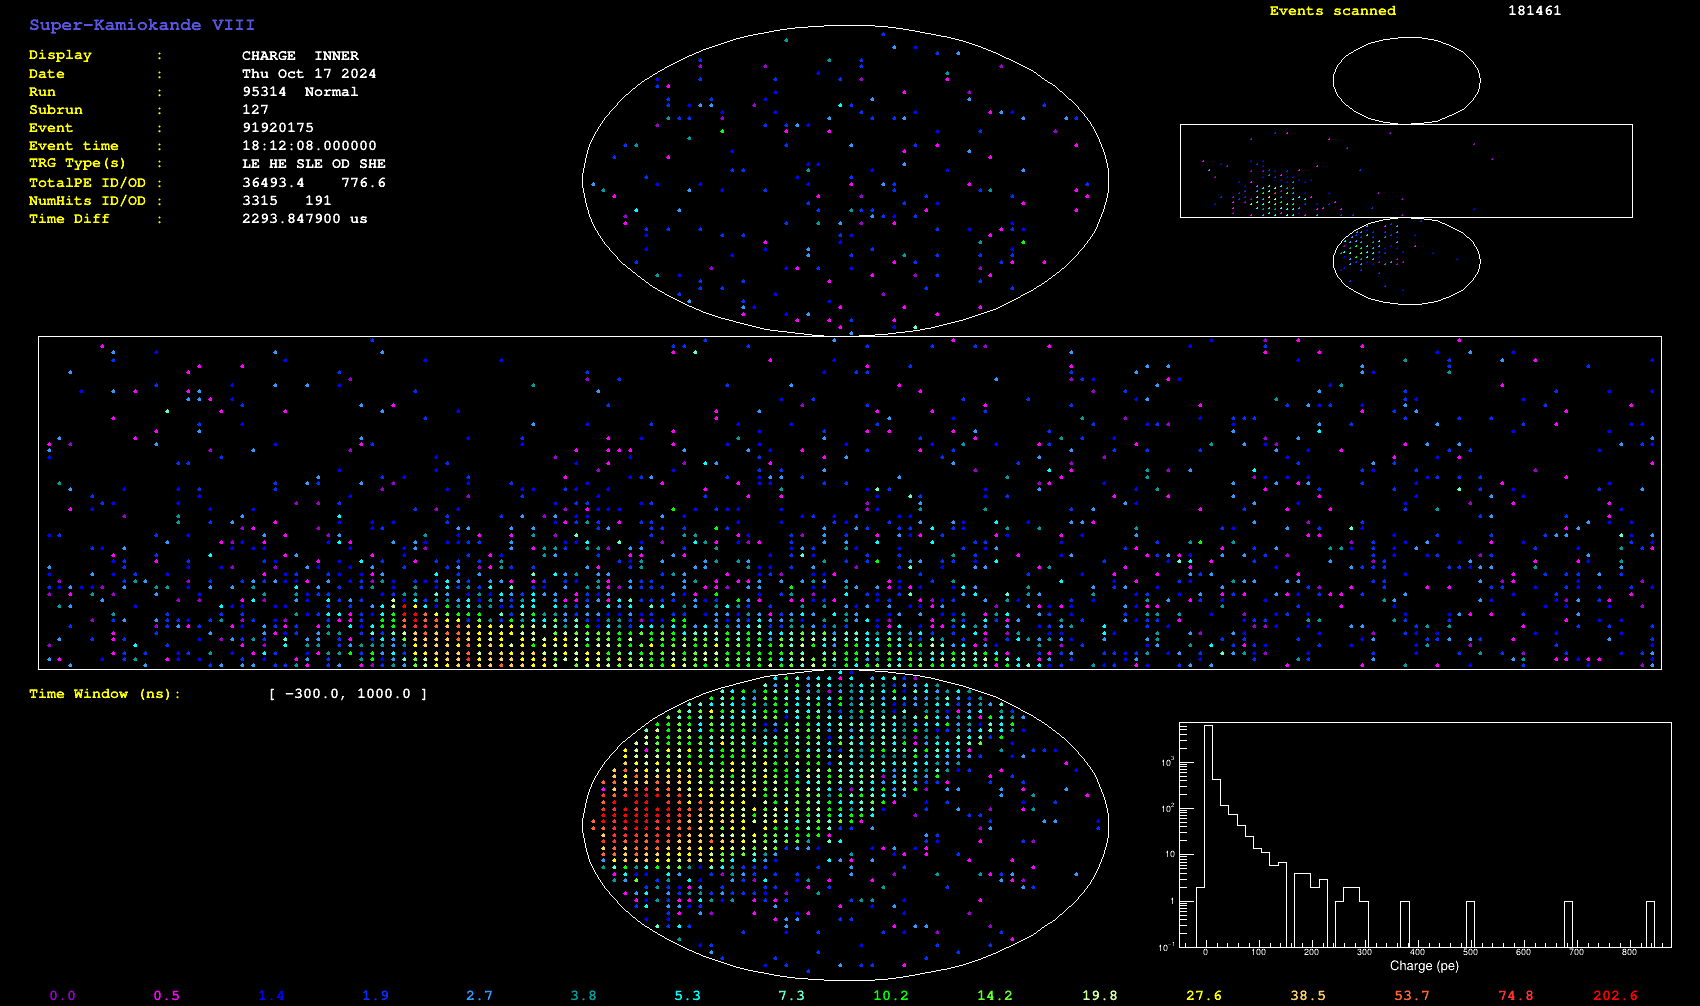 Super-Kamiokande VIII
Display : CHARGE INNER
Date : Thu Oct 17 2024
Run : 95314 Normal
Subrun : 127
Event : 91920175
Event time : 18:12:08.000000
TRG Type(s) : LE HE SLE OD SHE
TotalPE ID/OD : 36493.4 776.6
NumHits ID/OD : 3315 191
Time Diff : 2293.847900 us
Events scanned 181461
Time Window (ns): [ -300.0, 1000.0 ]
10^3
10^2
10
1
10^-1
0 100 200 300 400 500 600 700 800
Charge (pe)
0.0 0.5 1.4 1.9 2.7 3.8 5.3 7.3 10.2 14.2 19.8 27.6 38.5 53.7 74.8 202.6